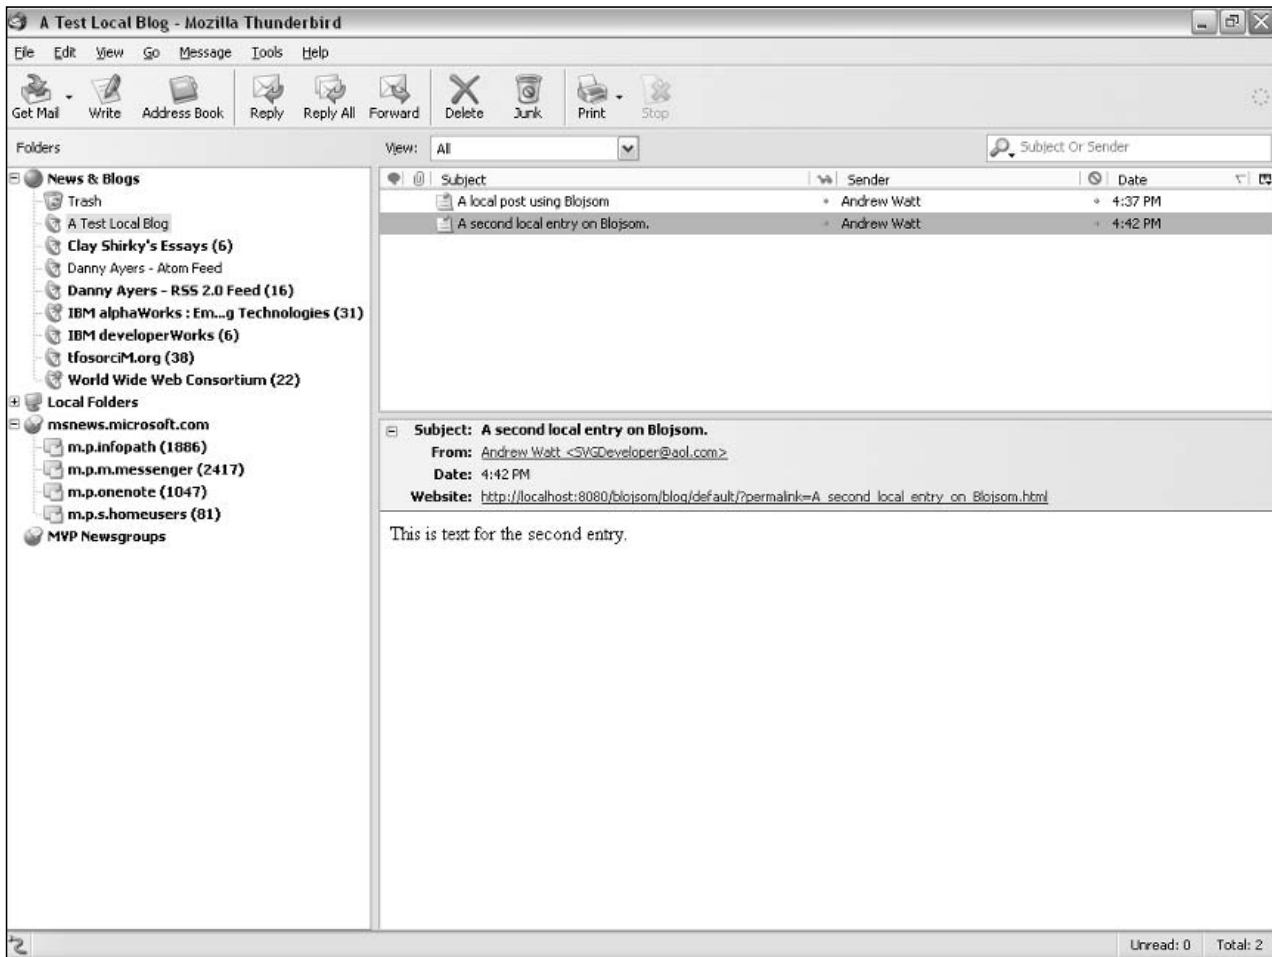 A Test Local Blog - Mozilla Thunderbird
File Edit View Go Message Tools Help
Get Mail Write Address Book Reply Reply All Forward Delete Junk Print Stop
Folders
View: All
Subject Or Sender
News & Blogs
Trash
A Test Local Blog
Clay Shirky's Essays (6)
Danny Ayers - Atom Feed
Danny Ayers - RSS 2.0 Feed (16)
IBM alphaWorks : Em...g Technologies (31)
IBM developerWorks (6)
tfosorciM.org (38)
World Wide Web Consortium (22)
Local Folders
msnews.microsoft.com
m.p.infopath (1886)
m.p.m.messenger (2417)
m.p.onenote (1047)
m.p.s.homeusers (81)
MVP Newsgroups
Subject Sender Date
A local post using Blojsom Andrew Watt 4:37 PM
A second local entry on Blojsom. Andrew Watt 4:42 PM
Subject: A second local entry on Blojsom.
From: Andrew Watt <SVGDeveloper@aol.com>
Date: 4:42 PM
Website: http://localhost:8080/blojsom/blog/default/?permalink=A_second_local_entry_on_Blojsom.html
This is text for the second entry.
Unread: 0 Total: 2